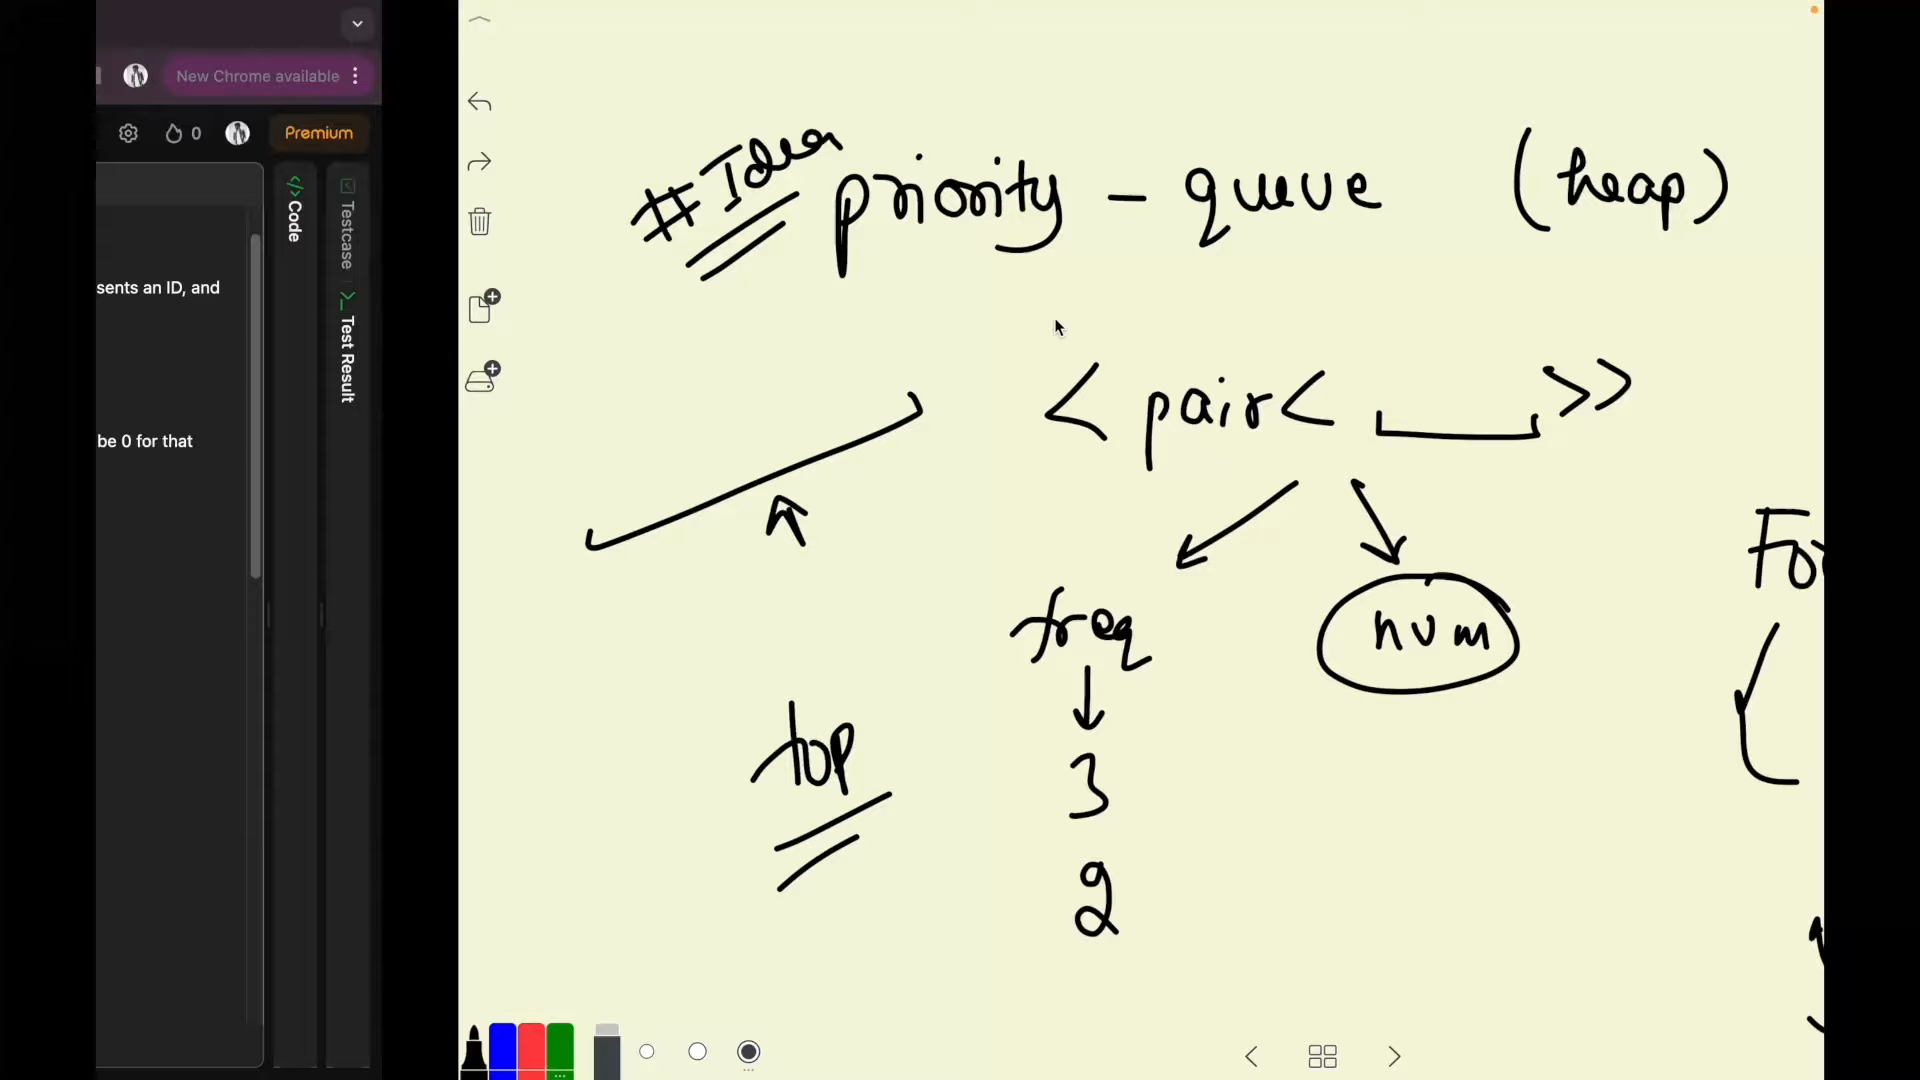 New Chrome available
0
Premium
Code
Testcase
Test Result
sents an ID, and
be 0 for that
#Idea
priority - queue (heap)
< pair< >>
freq
num
top
3
2